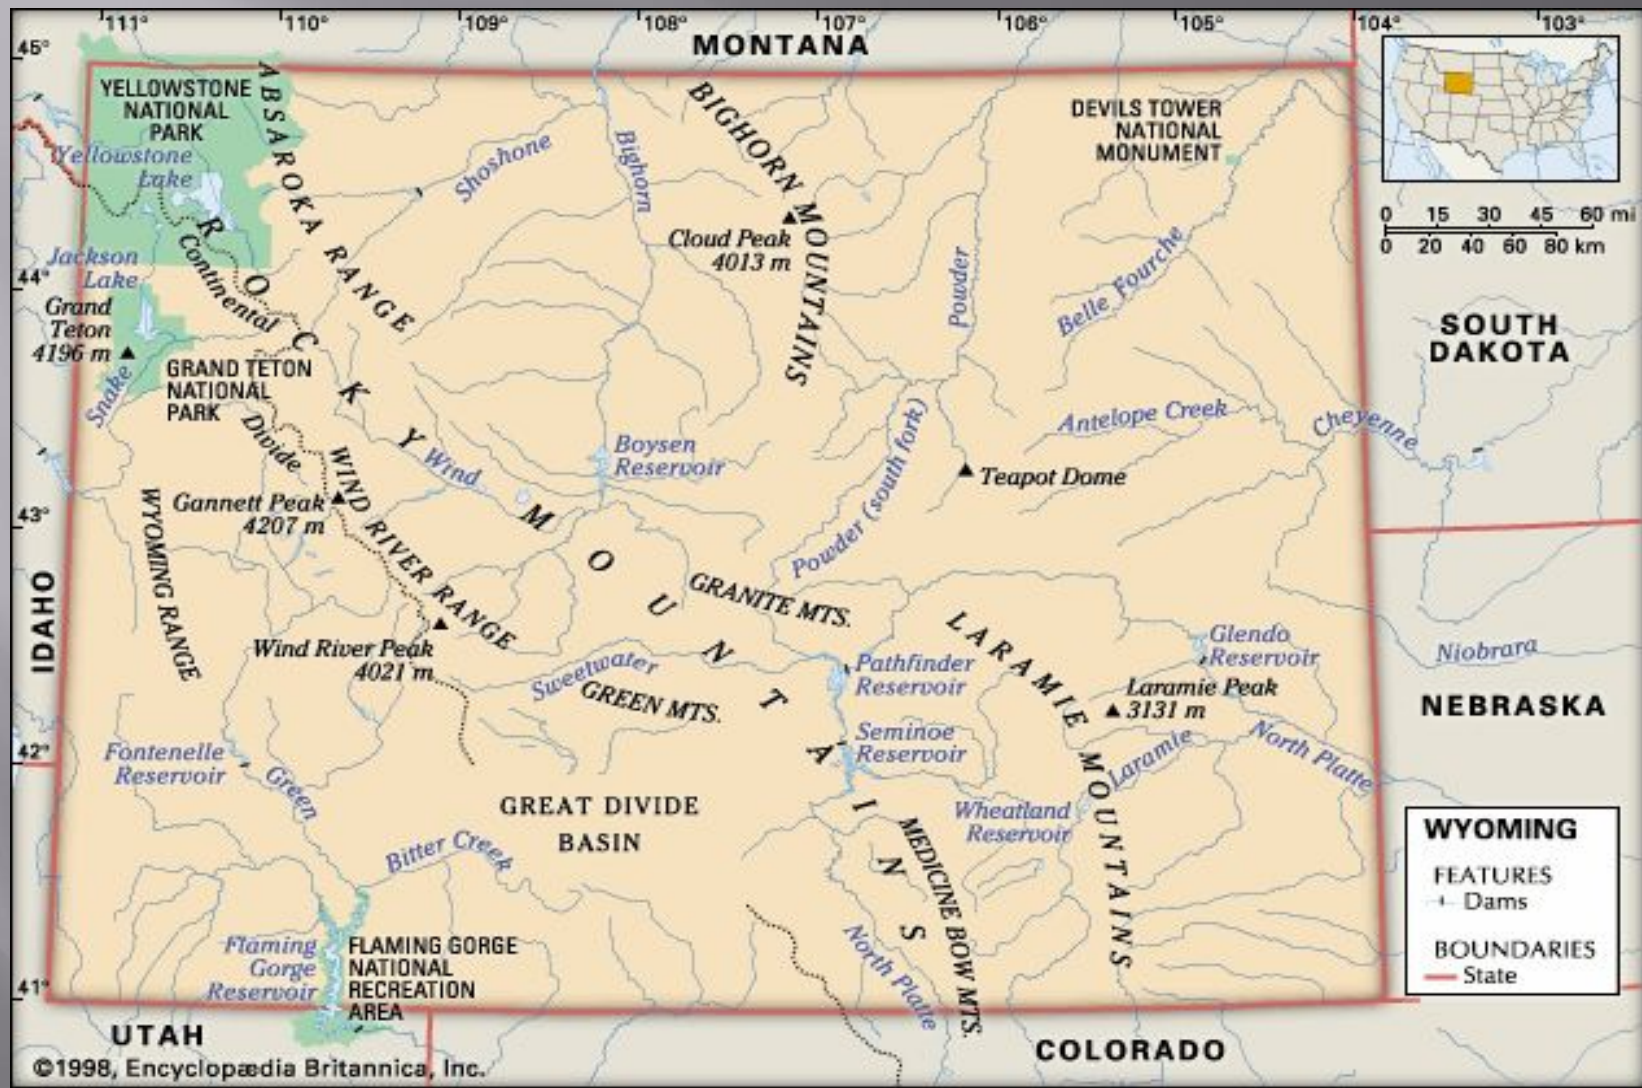 111°
110°
109°
108°
107°
106°
105°
104°
103°
45°
44°
43°
42°
41°
MONTANA
YELLOWSTONE
NATIONAL
PARK
Yellowstone
Lake
ABSAROKA RANGE
Shoshone
Bighorn
BIGHORN MOUNTAINS
DEVILS TOWER
NATIONAL
MONUMENT
Cloud Peak
4013 m
Powder
Belle Fourche
Jackson
Lake
Grand
Teton
4196 m
Snake
GRAND TETON
NATIONAL
PARK
Continental
Divide
ROCKY MOUNTAINS
Wind
Boysen
Reservoir
Antelope Creek
Cheyenne
Teapot Dome
Powder (south fork)
Gannett Peak
4207 m
WIND RIVER RANGE
WYOMING RANGE
Wind River Peak
4021 m
GRANITE MTS.
Sweetwater
GREEN MTS.
LARAMIE MOUNTAINS
Pathfinder
Reservoir
Glendo
Reservoir
Laramie Peak
3131 m
Seminoe
Reservoir
Laramie
North Platte
Niobrara
Fontenelle
Reservoir
Green
GREAT DIVIDE
BASIN
Wheatland
Reservoir
Bitter Creek
MEDICINE BOW MTS.
North Platte
Flaming
Gorge
Reservoir
FLAMING GORGE
NATIONAL
RECREATION
AREA
IDAHO
UTAH
COLORADO
NEBRASKA
SOUTH
DAKOTA
0 15 30 45 60 mi
0 20 40 60 80 km
WYOMING
FEATURES
Dams
BOUNDARIES
State
©1998, Encyclopædia Britannica, Inc.